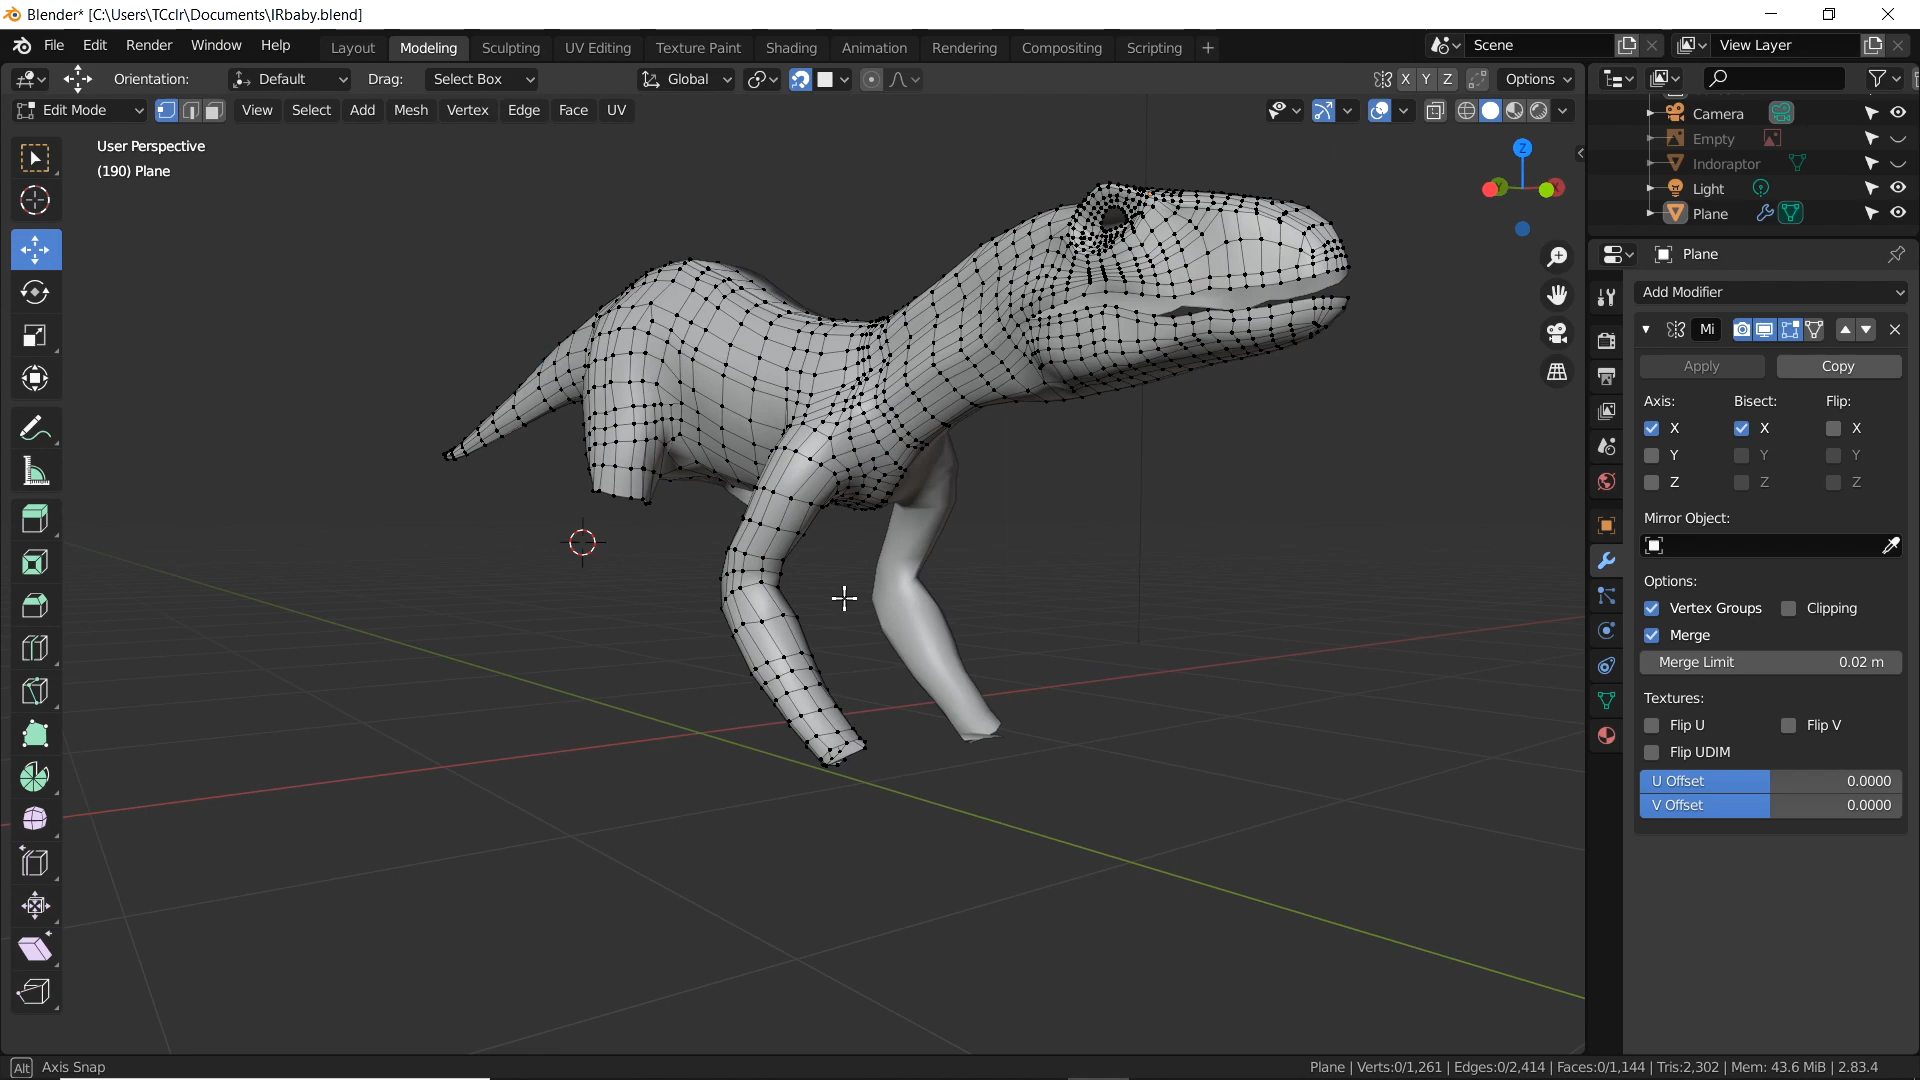 Blender* [C:\Users\TCclr\Documents\IRbaby.blend]
File Edit Render Window Help Layout Modeling Sculpting UV Editing Texture Paint Shading Animation Rendering Compositing Scripting + Scene View Layer
Orientation: Default Drag: Select Box Global X Y Z Options
Edit Mode View Select Add Mesh Vertex Edge Face UV
User Perspective
(190) Plane
Z
Camera
Empty
Indoraptor
Light
Plane
Plane
Add Modifier
Mi
Apply Copy
Axis: Bisect: Flip:
X X X
Y Y Y
Z Z Z
Mirror Object:
Options:
Vertex Groups Clipping
Merge
Merge Limit 0.02 m
Textures:
Flip U Flip V
Flip UDIM
U Offset 0.0000
V Offset 0.0000
Alt Axis Snap
Plane | Verts:0/1,261 | Edges:0/2,414 | Faces:0/1,144 | Tris:2,302 | Mem: 43.6 MiB | 2.83.4